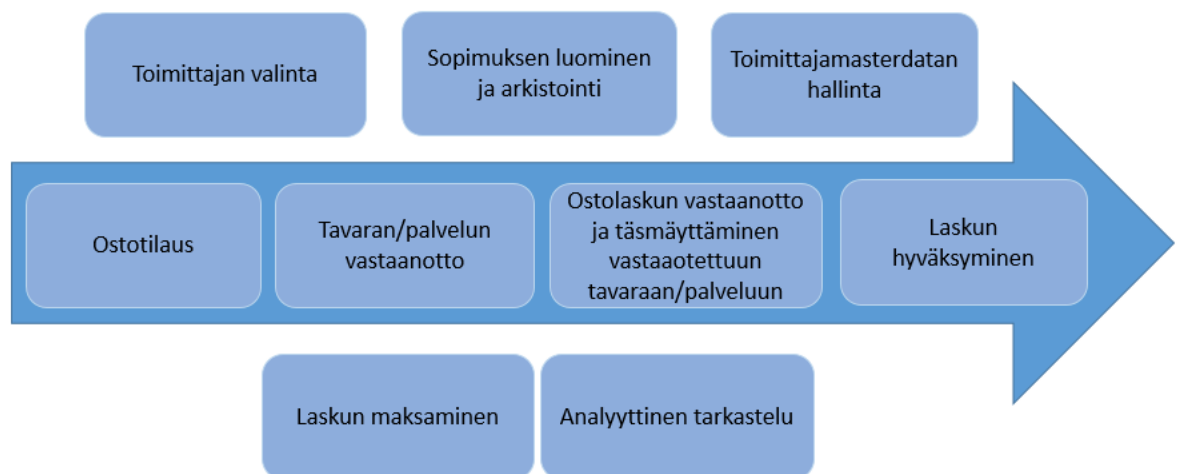 Toimittajan valinta
Sopimuksen luominen
ja arkistointi
Toimittajamasterdatan
hallinta
Ostotilaus
Tavaran/palvelun
vastaanotto
Ostolaskun vastaanotto
ja täsmäyttäminen
vastaaotettuun
tavaraan/palveluun
Laskun
hyväksyminen
Laskun maksaminen
Analyyttinen tarkastelu